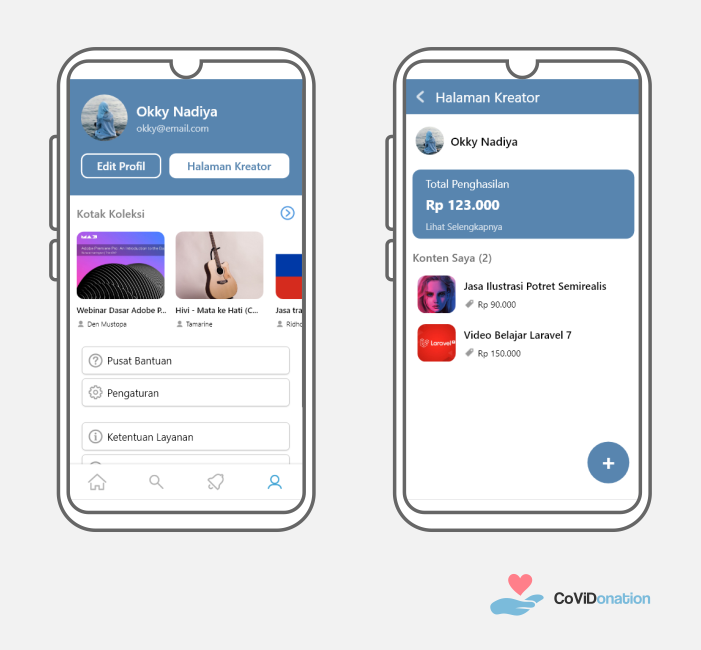 Okky Nadiya
okky@email.com
Edit Profil
Halaman Kreator
Kotak Koleksi
Webinar Dasar Adobe P...
Den Mustopa
Hivi - Mata ke Hati (C...
Tamarine
Jasa tra
Ridho
Pusat Bantuan
Pengaturan
Ketentuan Layanan
Halaman Kreator
Okky Nadiya
Total Penghasilan
Rp 123.000
Lihat Selengkapnya
Konten Saya (2)
Jasa Ilustrasi Potret Semirealis
Rp 90.000
Laravel
Video Belajar Laravel 7
Rp 150.000
+
CoViDonation